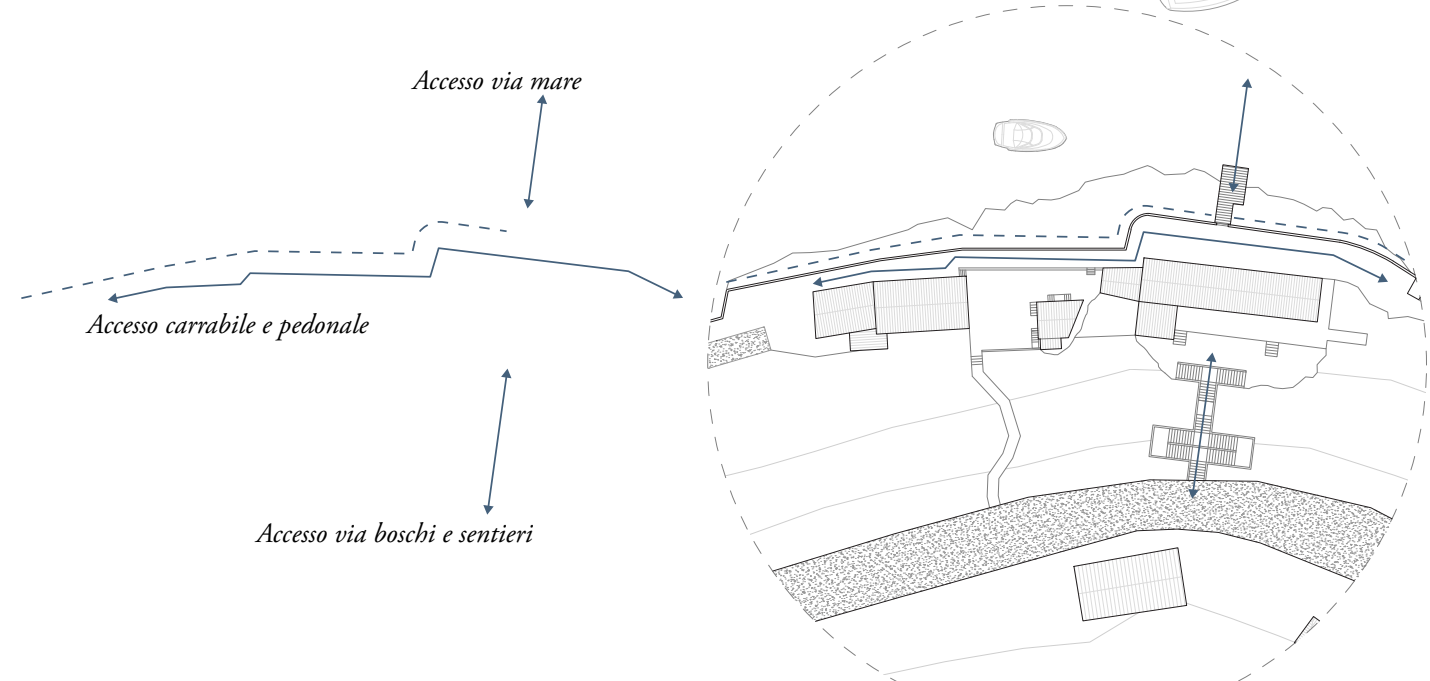 Accesso via mare
Accesso carrabile e pedonale
Accesso via boschi e sentieri